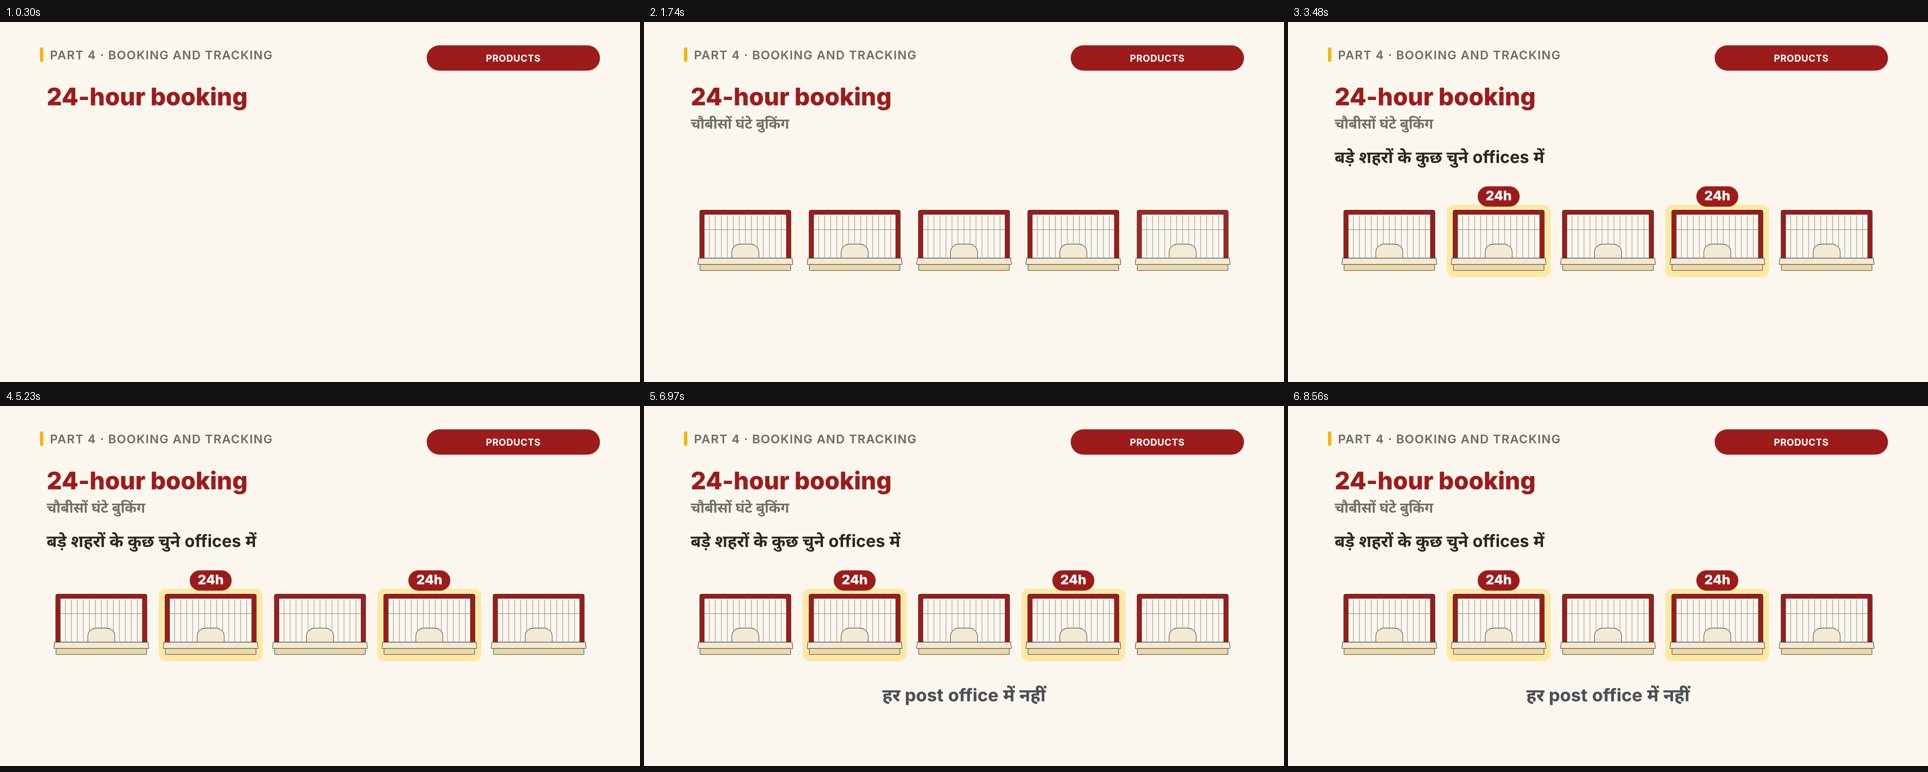 1. 0.30s
PART 4 · BOOKING AND TRACKING
PRODUCTS
24-hour booking
2. 1.74s
PART 4 · BOOKING AND TRACKING
PRODUCTS
24-hour booking
चौबीसों घंटे बुकिंग
3. 3.48s
PART 4 · BOOKING AND TRACKING
PRODUCTS
24-hour booking
चौबीसों घंटे बुकिंग
बड़े शहरों के कुछ चुने offices में
24h
24h
4. 5.23s
PART 4 · BOOKING AND TRACKING
PRODUCTS
24-hour booking
चौबीसों घंटे बुकिंग
बड़े शहरों के कुछ चुने offices में
24h
24h
5. 6.97s
PART 4 · BOOKING AND TRACKING
PRODUCTS
24-hour booking
चौबीसों घंटे बुकिंग
बड़े शहरों के कुछ चुने offices में
24h
24h
हर post office में नहीं
6. 8.56s
PART 4 · BOOKING AND TRACKING
PRODUCTS
24-hour booking
चौबीसों घंटे बुकिंग
बड़े शहरों के कुछ चुने offices में
24h
24h
हर post office में नहीं